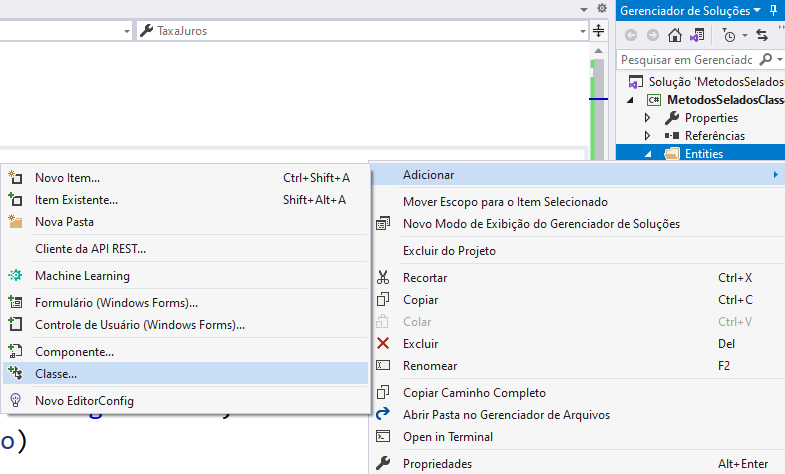 TaxaJuros
Gerenciador de Soluções
Pesquisar em Gerenciadc
Solução 'MetodosSelados
C# MetodosSeladosClasse
Properties
Referências
Entities
Adicionar
Mover Escopo para o Item Selecionado
Novo Modo de Exibição do Gerenciador de Soluções
Excluir do Projeto
Recortar Ctrl+X
Copiar Ctrl+C
Colar Ctrl+V
Excluir Del
Renomear F2
Copiar Caminho Completo
Abrir Pasta no Gerenciador de Arquivos
Open in Terminal
Propriedades Alt+Enter
Novo Item... Ctrl+Shift+A
Item Existente... Shift+Alt+A
Nova Pasta
Cliente da API REST...
Machine Learning
Formulário (Windows Forms)...
Controle de Usuário (Windows Forms)...
Componente...
Classe...
Novo EditorConfig
o)